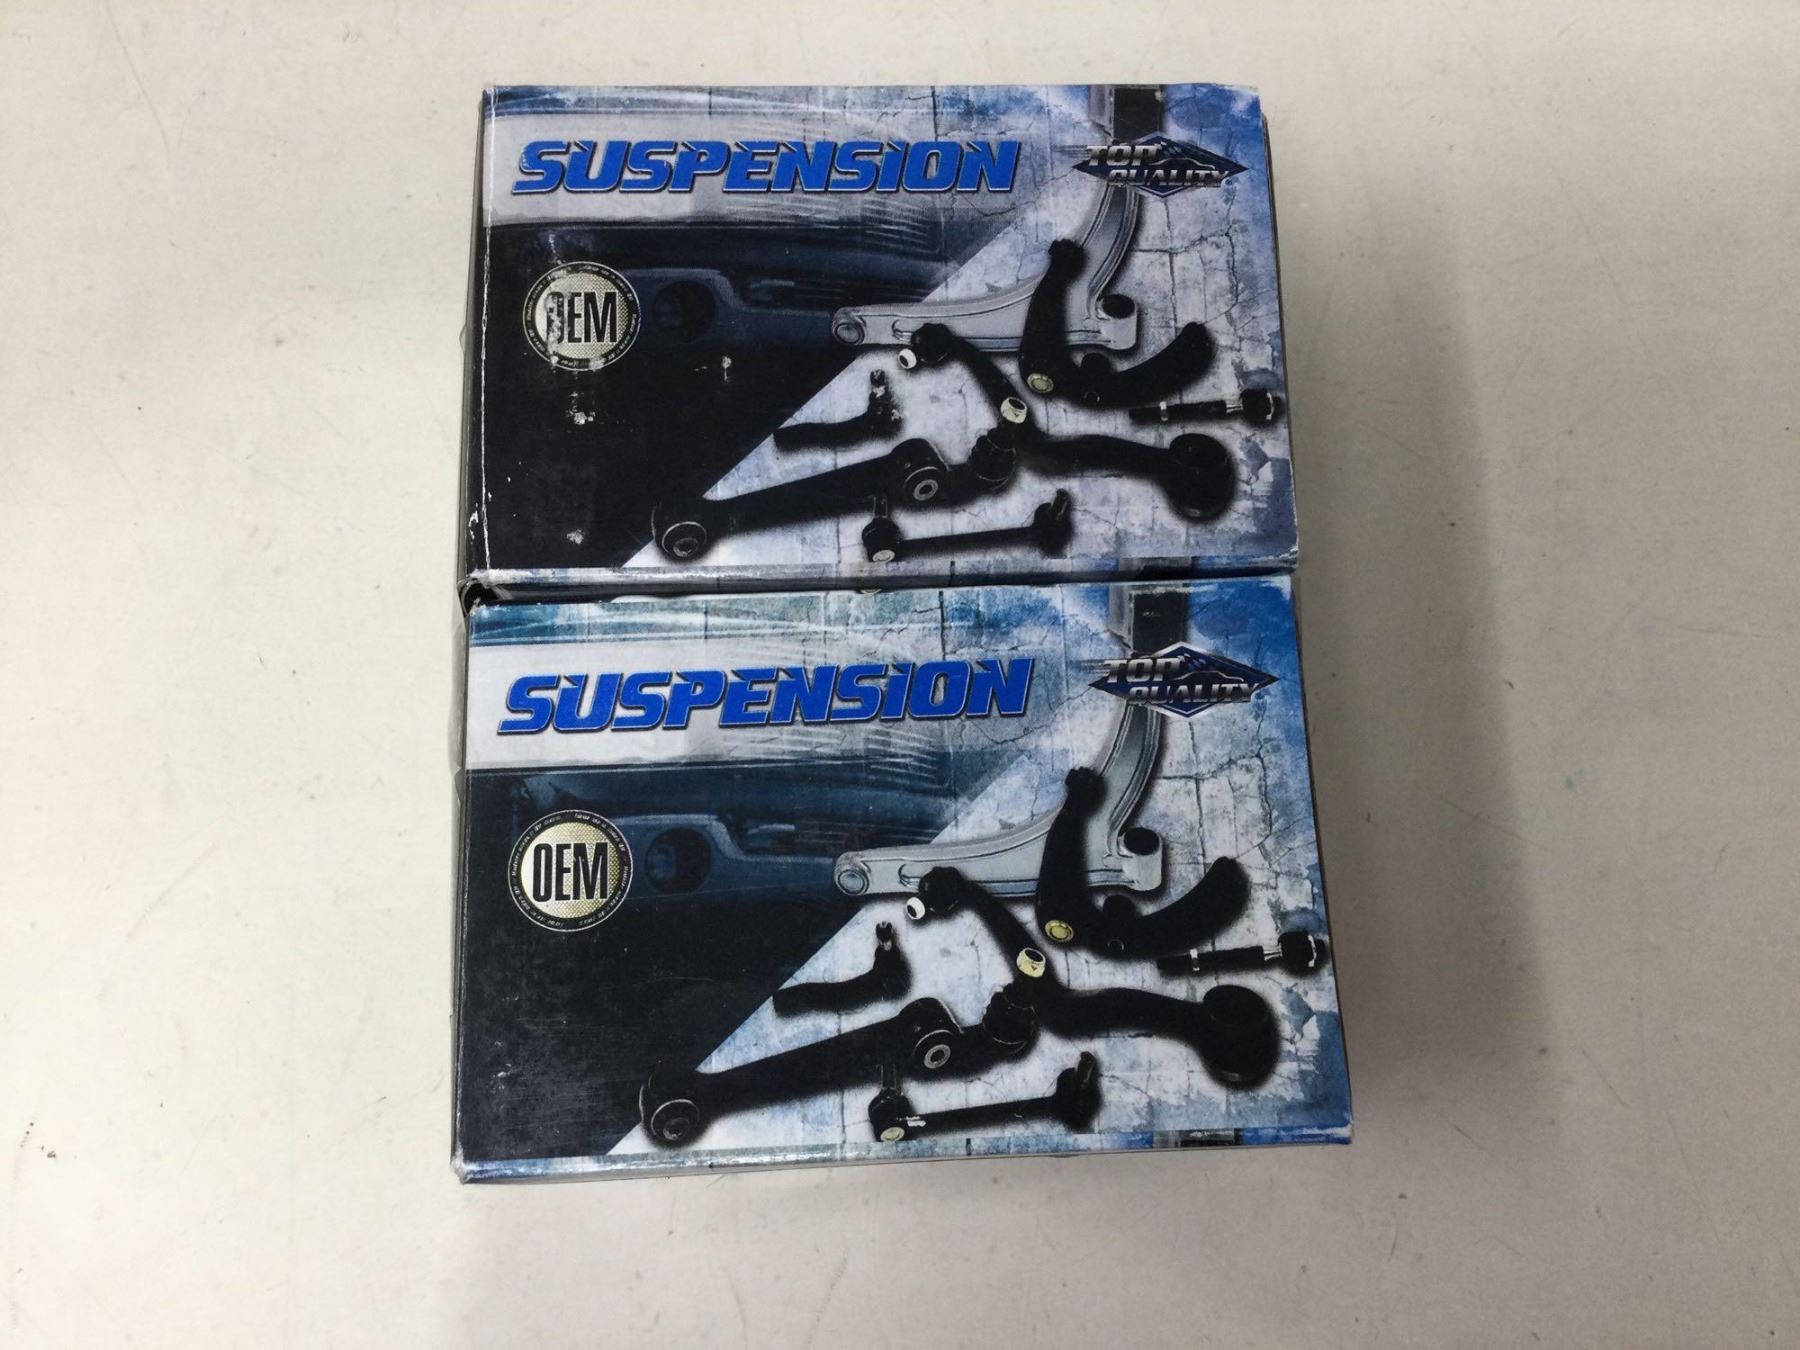 SUSPENSION
TOP
QUALITY
OEM
SUSPENSION
TOP
QUALITY
OEM